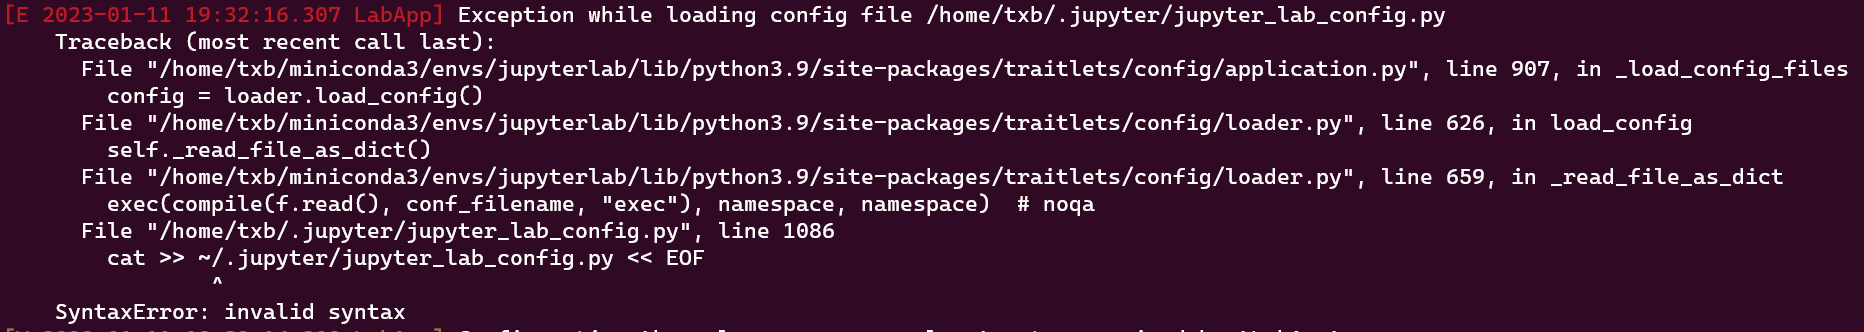 [E 2023-01-11 19:32:16.307 LabApp] Exception while loading config file /home/txb/.jupyter/jupyter_lab_config.py
    Traceback (most recent call last):
      File "/home/txb/miniconda3/envs/jupyterlab/lib/python3.9/site-packages/traitlets/config/application.py", line 907, in _load_config_files
        config = loader.load_config()
      File "/home/txb/miniconda3/envs/jupyterlab/lib/python3.9/site-packages/traitlets/config/loader.py", line 626, in load_config
        self._read_file_as_dict()
      File "/home/txb/miniconda3/envs/jupyterlab/lib/python3.9/site-packages/traitlets/config/loader.py", line 659, in _read_file_as_dict
        exec(compile(f.read(), conf_filename, "exec"), namespace, namespace)  # noqa
      File "/home/txb/.jupyter/jupyter_lab_config.py", line 1086
        cat >> ~/.jupyter/jupyter_lab_config.py << EOF
                ^
    SyntaxError: invalid syntax